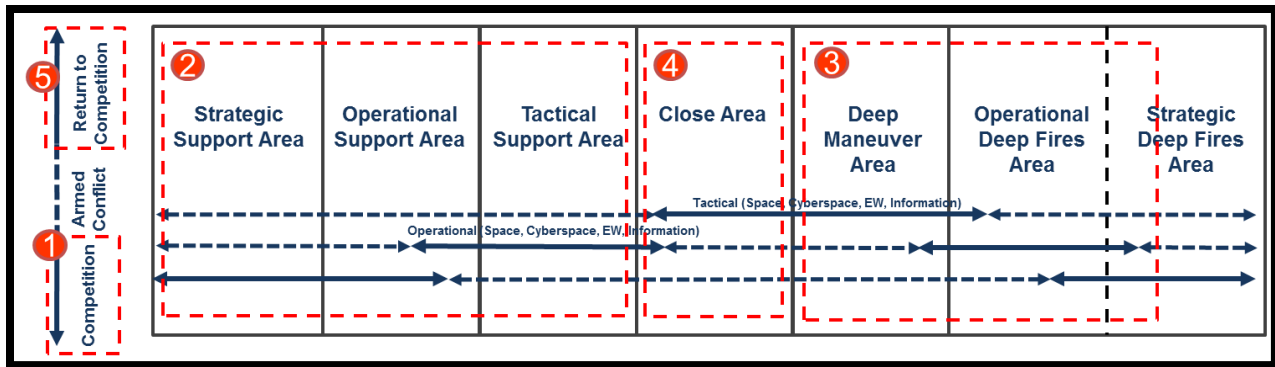 5
Return to
Competition
Armed
Conflict
1
Competition
2
Strategic
Support Area
Operational
Support Area
Tactical
Support Area
4
Close Area
3
Deep
Maneuver
Area
Operational
Deep Fires
Area
Strategic
Deep Fires
Area
Tactical (Space, Cyberspace, EW, Information)
Operational (Space, Cyberspace, EW, Information)